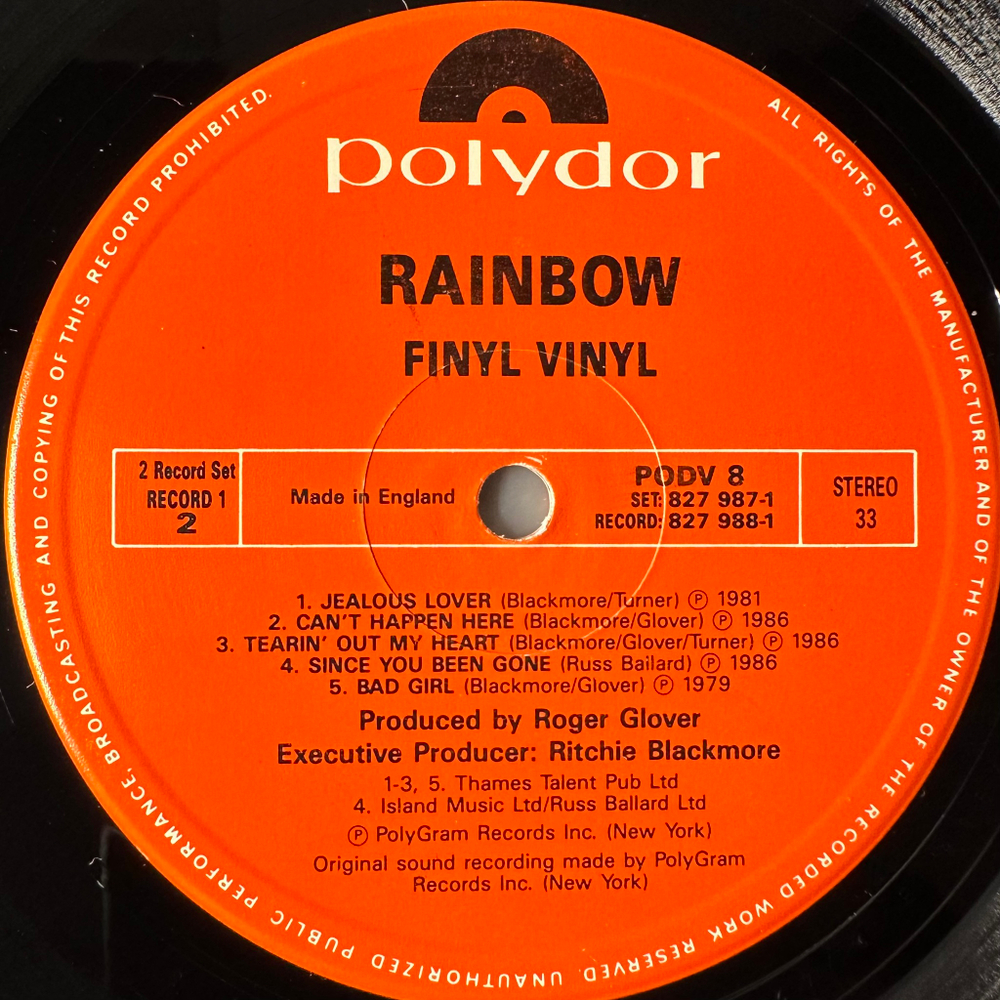 polydor
RAINBOW
FINYL VINYL
2 Record Set
RECORD 1
2
Made in England
PODV 8
SET: 827 987-1
RECORD: 827 988-1
STEREO
33
1. JEALOUS LOVER (Blackmore/Turner) Ⓟ 1981
2. CAN'T HAPPEN HERE (Blackmore/Glover) Ⓟ 1986
3. TEARIN' OUT MY HEART (Blackmore/Glover/Turner) Ⓟ 1986
4. SINCE YOU BEEN GONE (Russ Bailard) Ⓟ 1986
5. BAD GIRL (Blackmore/Glover) Ⓟ 1979
Produced by Roger Glover
Executive Producer: Ritchie Blackmore
1-3, 5. Thames Talent Pub Ltd
4. Island Music Ltd/Russ Ballard Ltd
Ⓟ PolyGram Records Inc. (New York)
Original sound recording made by PolyGram
Records Inc. (New York)
ALL RIGHTS OF THE MANUFACTURER AND OF THE OWNER OF THE RECORDED WORK RESERVED. UNAUTHORIZED PUBLIC PERFORMANCE, BROADCASTING AND COPYING OF THIS RECORD PROHIBITED.